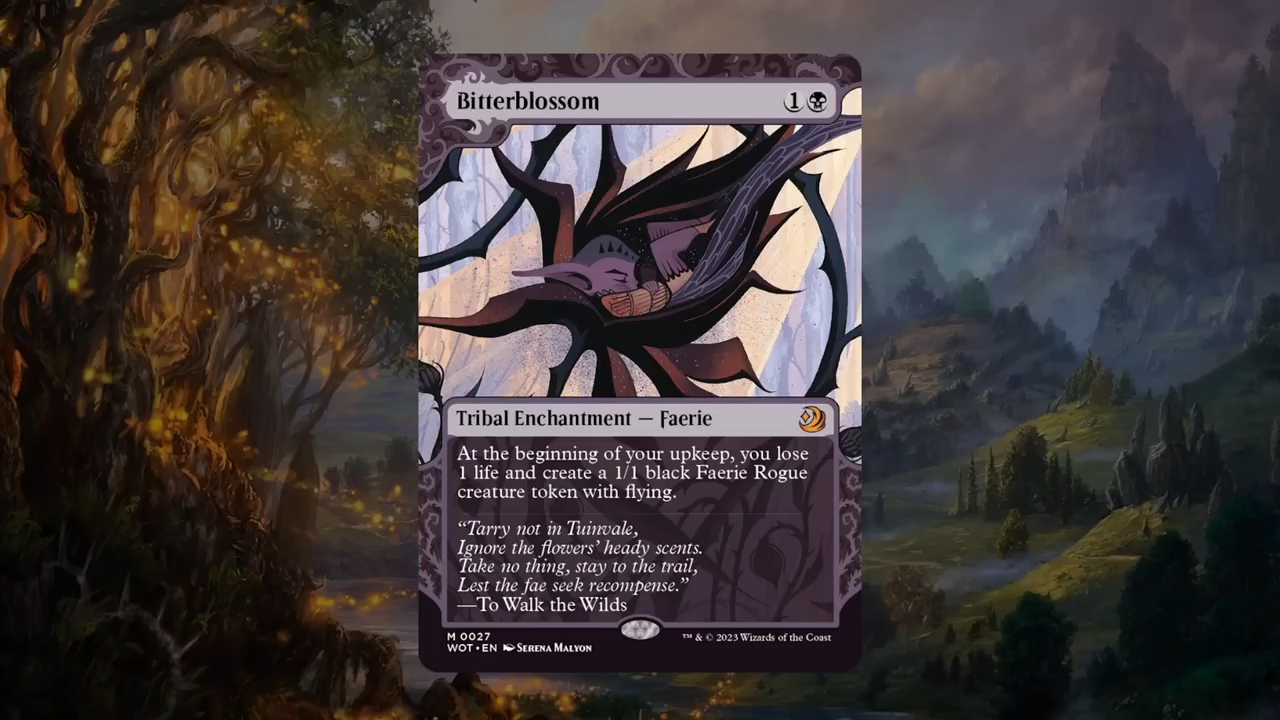 Bitterblossom
1
Tribal Enchantment — Faerie
At the beginning of your upkeep, you lose
1 life and create a 1/1 black Faerie Rogue
creature token with flying.
“Tarry not in Tuinvale,
Ignore the flowers’ heady scents.
Take no thing, stay to the trail,
Lest the fae seek recompense.”
—To Walk the Wilds
M 0027
WOT • EN Serena Malyon
™ & © 2023 Wizards of the Coast